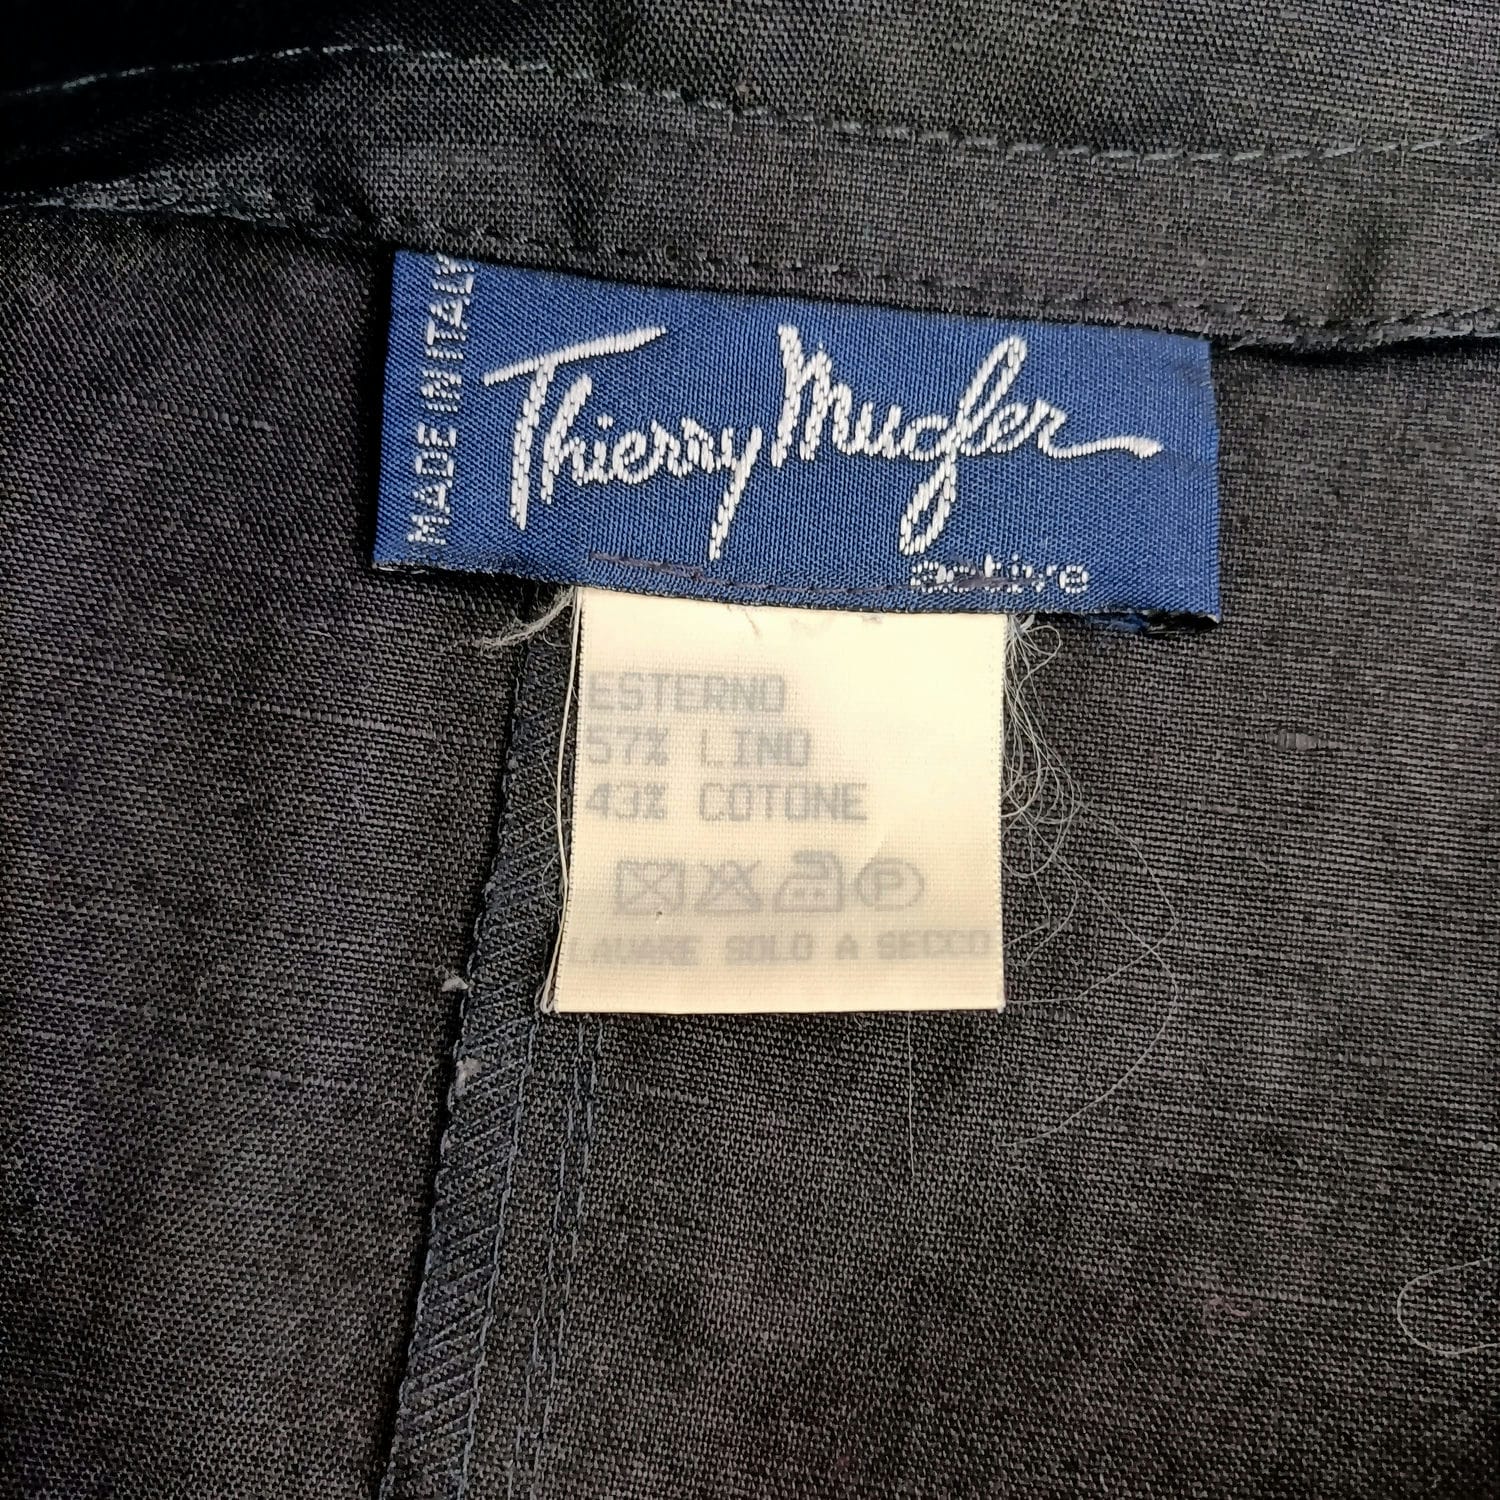 MADE IN ITALY
Thierry Mugler
active
ESTERNO
57% LINO
43% COTONE
P
LAVARE SOLO A SECCO